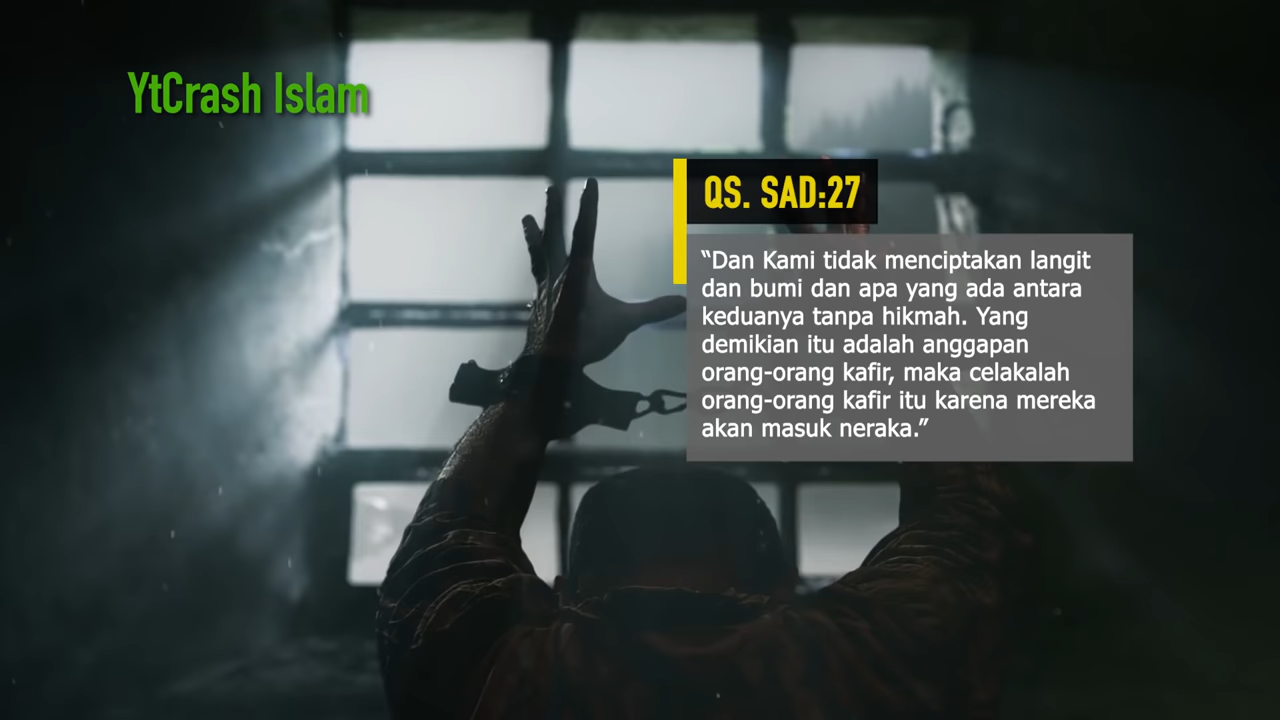 YtCrash Islam
QS. SAD:27
“Dan Kami tidak menciptakan langit
dan bumi dan apa yang ada antara
keduanya tanpa hikmah. Yang
demikian itu adalah anggapan
orang-orang kafir, maka celakalah
orang-orang kafir itu karena mereka
akan masuk neraka.”